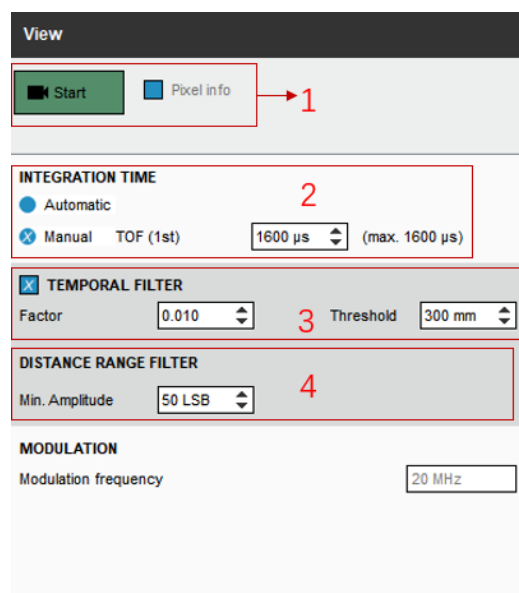 View
Start Pixel info 1
INTEGRATION TIME
2
Automatic
Manual TOF (1st) 1600 µs (max. 1600 µs)
X TEMPORAL FILTER
Factor 0.010 3 Threshold 300 mm
DISTANCE RANGE FILTER
4
Min. Amplitude 50 LSB
MODULATION
Modulation frequency 20 MHz